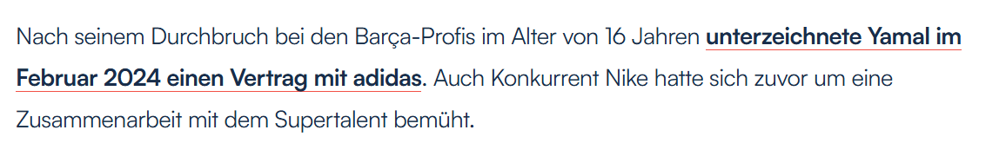 Nach seinem Durchbruch bei den Barça-Profis im Alter von 16 Jahren unterzeichnete Yamal im
Februar 2024 einen Vertrag mit adidas. Auch Konkurrent Nike hatte sich zuvor um eine
Zusammenarbeit mit dem Supertalent bemüht.